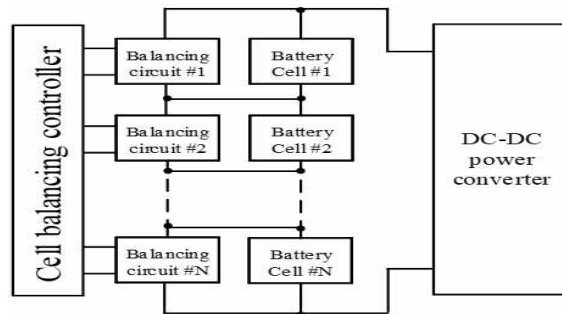 Cell balancing controller
Balancing
circuit #1
Battery
Cell #1
Balancing
circuit #2
Battery
Cell #2
Balancing
circuit #N
Battery
Cell #N
DC-DC
power
converter